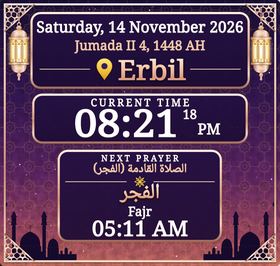 Saturday, 14 November 2026
Jumada II 4, 1448 AH
Erbil
CURRENT TIME
08:21 18 PM
NEXT PRAYER
الصلاة القادمة (الفجر)
الفجر
Fajr
05:11 AM